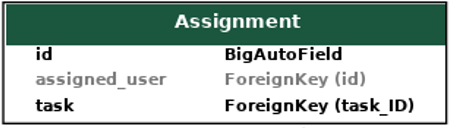 Assignment
id BigAutoField
assigned_user ForeignKey (id)
task ForeignKey (task_ID)